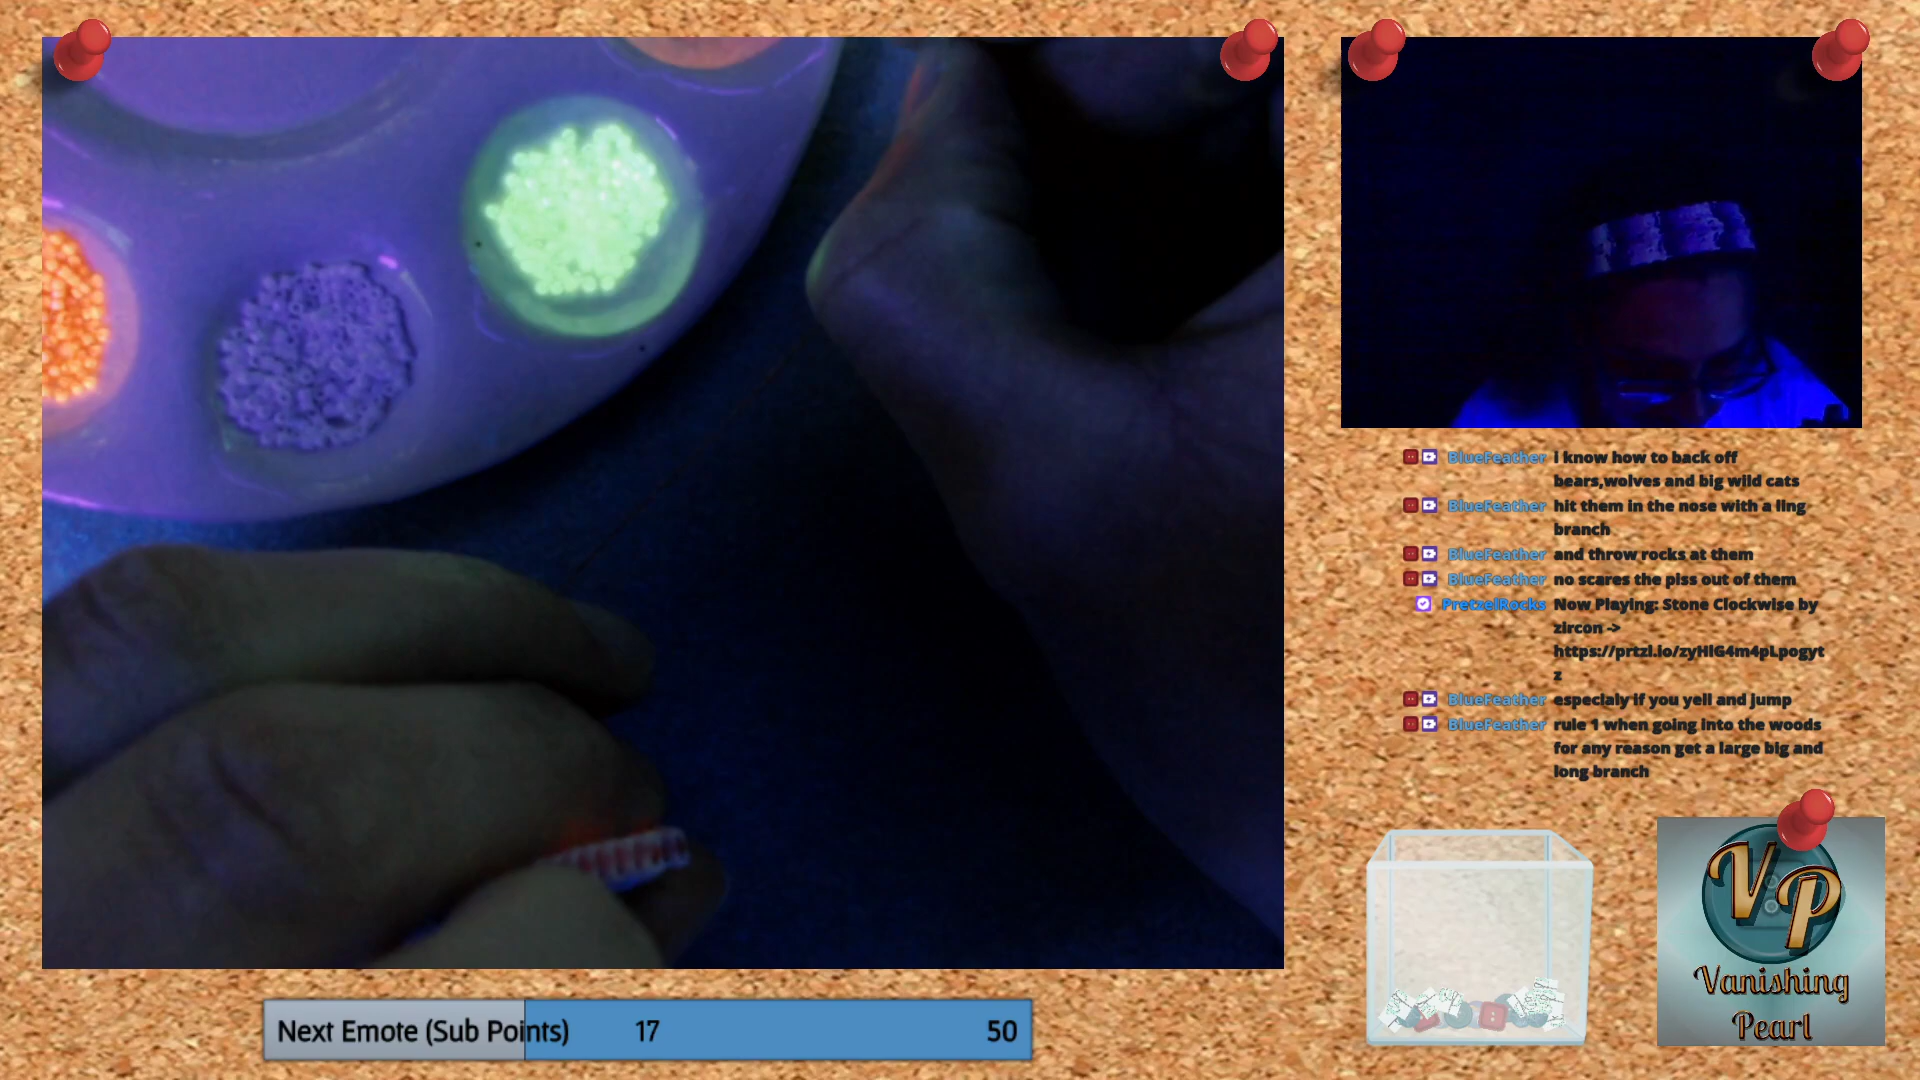 BlueFeather i know how to back off
bears,wolves and big wild cats
BlueFeather hit them in the nose with a ling
branch
BlueFeather and throw rocks at them
BlueFeather no scares the piss out of them
PretzelRocks Now Playing: Stone Clockwise by
zircon ->
https://prtzl.io/zyHlG4m4pLpogyt
z
BlueFeather especialy if you yell and jump
BlueFeather rule 1 when going into the woods
for any reason get a large big and
long branch
VP
Vanishing
Pearl
Next Emote (Sub Points) 17 50